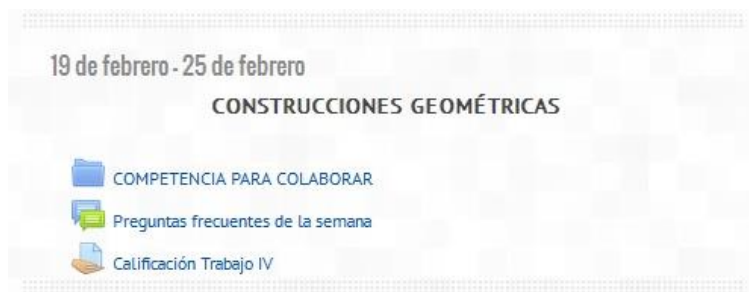 19 de febrero - 25 de febrero
CONSTRUCCIONES GEOMÉTRICAS
COMPETENCIA PARA COLABORAR
Preguntas frecuentes de la semana
Calificación Trabajo IV